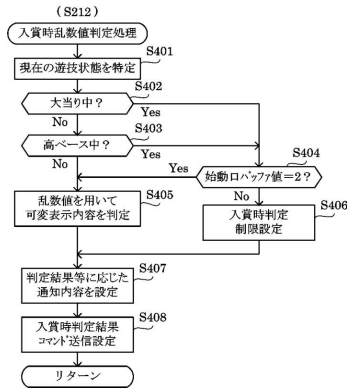 (S212)
入賞時乱数値判定処理
S401
現在の遊技状態を特定
S402
大当り中？
Yes
No
S403
高ベース中？
Yes
No
S404
Yes
始動口バッファ値＝2？
No
S405
乱数値を用いて
可変表示内容を判定
S406
入賞時判定
制限設定
S407
判定結果等に応じた
通知内容を設定
S408
入賞時判定結果
コマンド送信設定
リターン